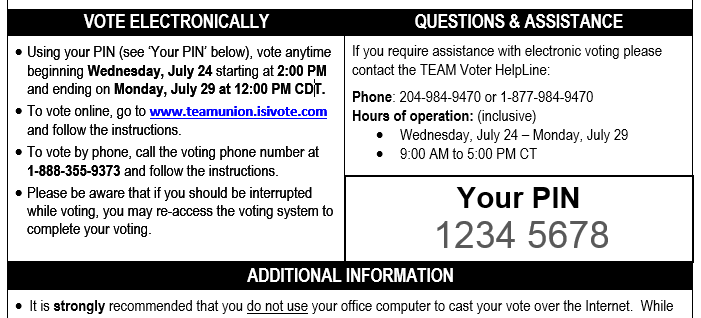 VOTE ELECTRONICALLY
• Using your PIN (see ‘Your PIN’ below), vote anytime
beginning Wednesday, July 24 starting at 2:00 PM
and ending on Monday, July 29 at 12:00 PM CDT.
• To vote online, go to www.teamunion.isivote.com
and follow the instructions.
• To vote by phone, call the voting phone number at
1-888-355-9373 and follow the instructions.
• Please be aware that if you should be interrupted
while voting, you may re-access the voting system to
complete your voting.
QUESTIONS & ASSISTANCE
If you require assistance with electronic voting please
contact the TEAM Voter HelpLine:
Phone: 204-984-9470 or 1-877-984-9470
Hours of operation: (inclusive)
• Wednesday, July 24 – Monday, July 29
• 9:00 AM to 5:00 PM CT
Your PIN
1234 5678
ADDITIONAL INFORMATION
• It is strongly recommended that you do not use your office computer to cast your vote over the Internet. While